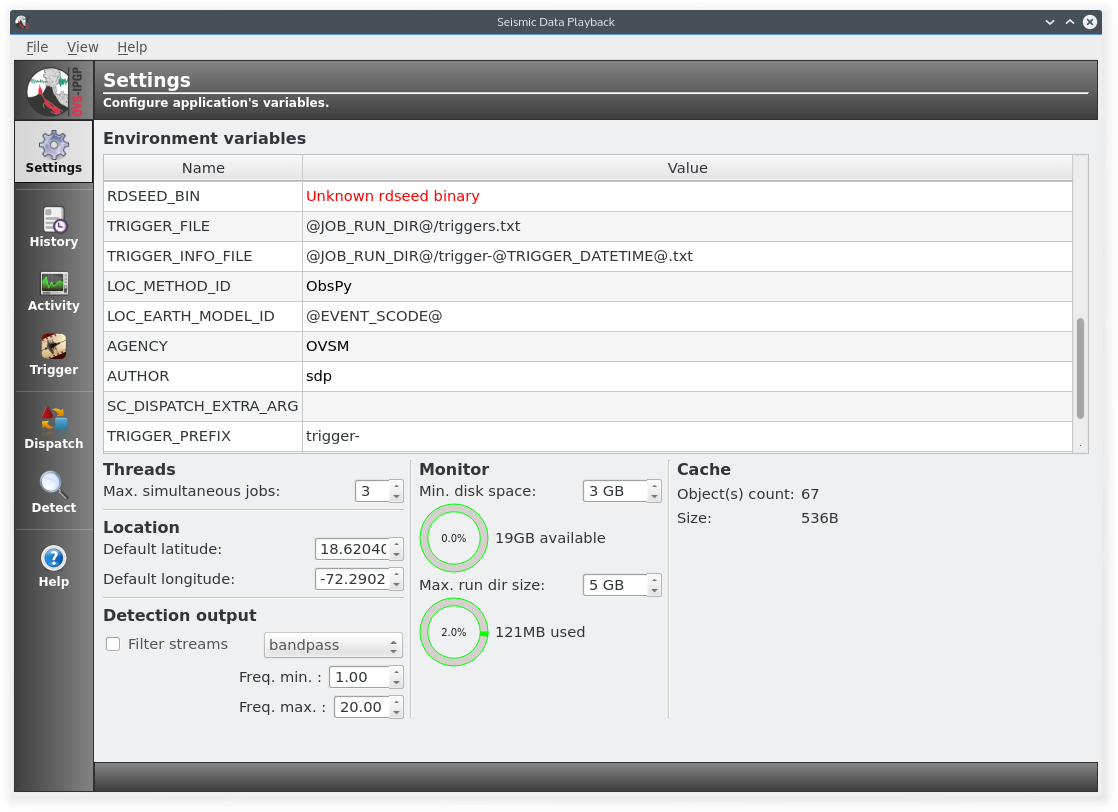 Seismic Data Playback
File View Help
OVS-IPGP
Settings
Configure application's variables.
Settings
History
Activity
Trigger
Dispatch
Detect
Help
Environment variables
Name Value
RDSEED_BIN Unknown rdseed binary
TRIGGER_FILE @JOB_RUN_DIR@/triggers.txt
TRIGGER_INFO_FILE @JOB_RUN_DIR@/trigger-@TRIGGER_DATETIME@.txt
LOC_METHOD_ID ObsPy
LOC_EARTH_MODEL_ID @EVENT_SCODE@
AGENCY OVSM
AUTHOR sdp
SC_DISPATCH_EXTRA_ARG
TRIGGER_PREFIX trigger-
Threads
Max. simultaneous jobs: 3
Location
Default latitude: 18.6204
Default longitude: -72.2902
Detection output
Filter streams bandpass
Freq. min. : 1.00
Freq. max. : 20.00
Monitor
Min. disk space: 3 GB
0.0% 19GB available
Max. run dir size: 5 GB
2.0% 121MB used
Cache
Object(s) count: 67
Size: 536B